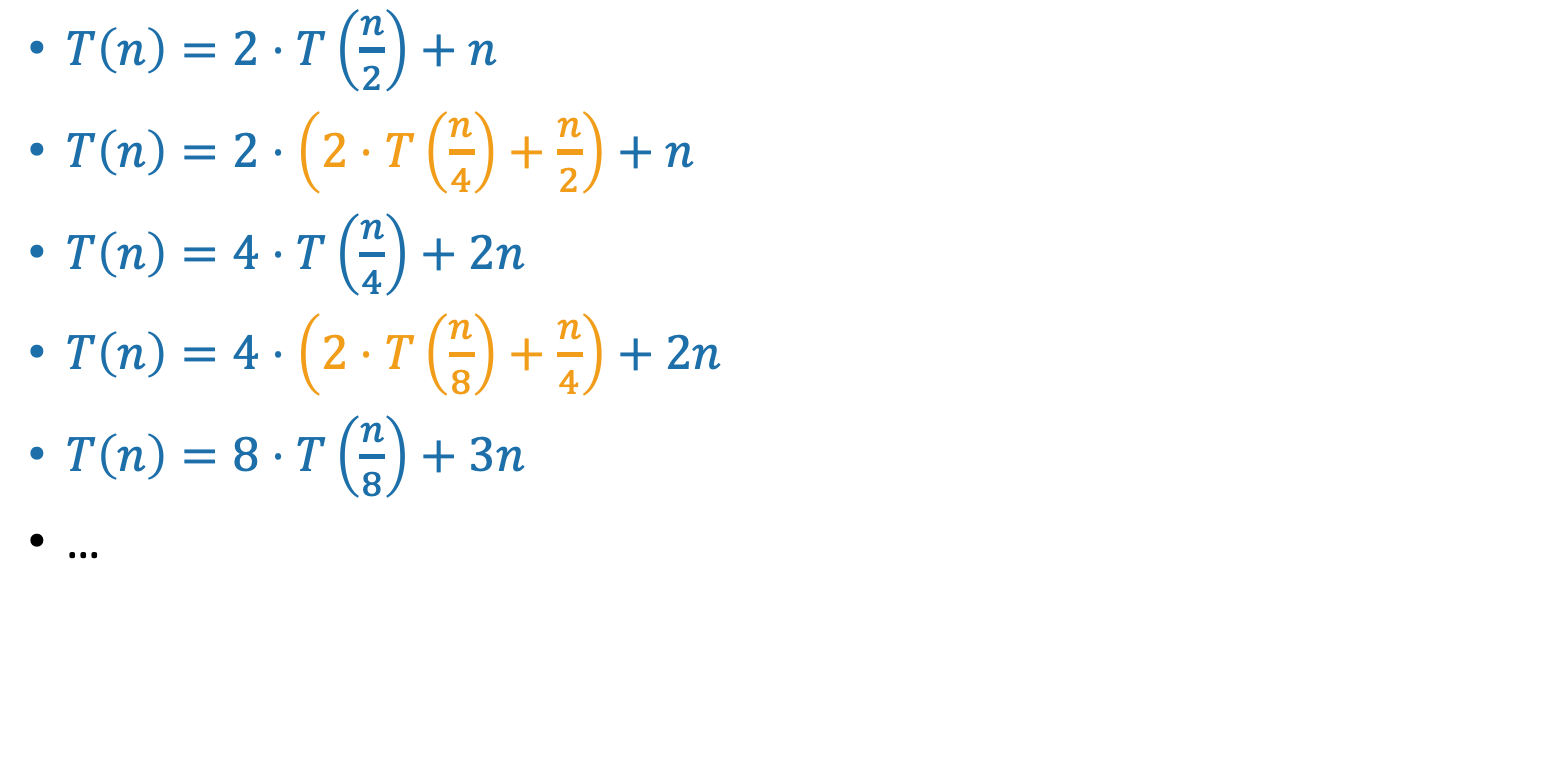 • T(n) = 2 · T(n/2) + n
• T(n) = 2 · (2 · T(n/4) + n/2) + n
• T(n) = 4 · T(n/4) + 2n
• T(n) = 4 · (2 · T(n/8) + n/4) + 2n
• T(n) = 8 · T(n/8) + 3n
• ...